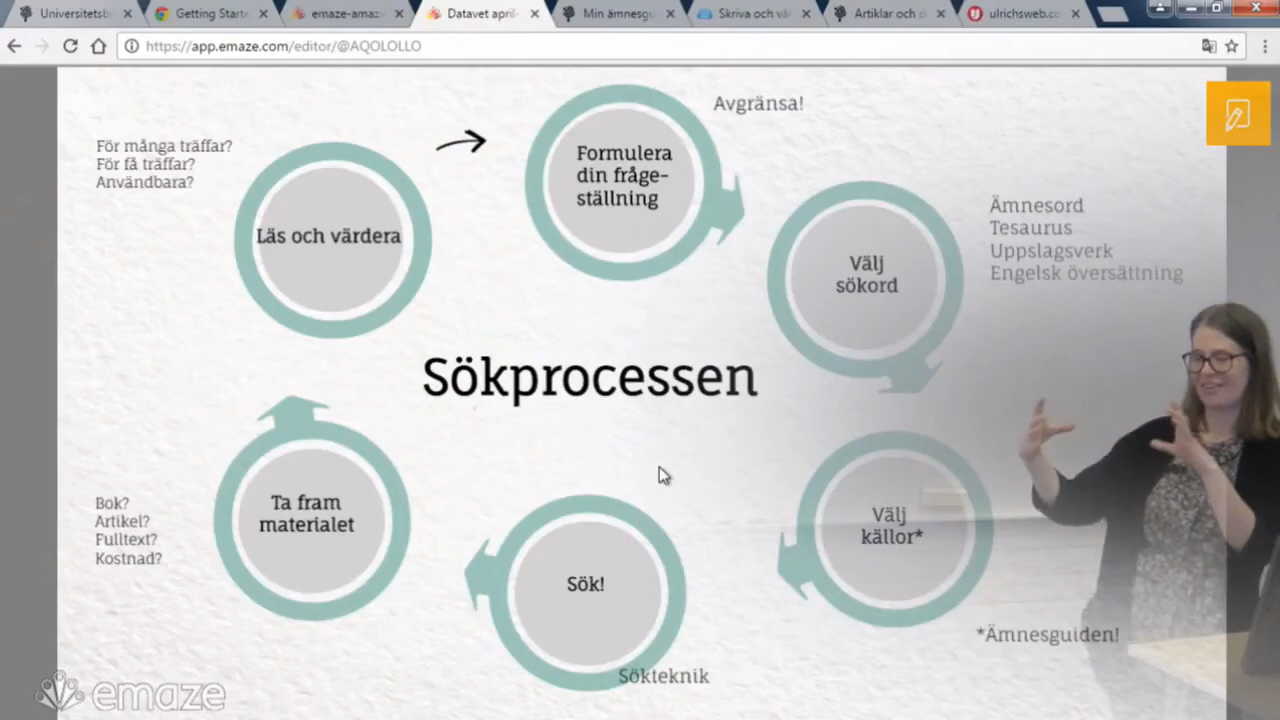 Universitetsb
Getting Starte
emaze-amaz
Datavet april-
Min ämnesgu
Skriva och vä
Artiklar och d
ulrichsweb.co
https://app.emaze.com/editor/@AQOLOLLO
För många träffar?
För få träffar?
Användbara?
Läs och värdera
Formulera
din fråge-
ställning
Avgränsa!
Välj
sökord
Ämnesord
Tesaurus
Uppslagsverk
Engelsk översättning
Sökprocessen
Bok?
Artikel?
Fulltext?
Kostnad?
Ta fram
materialet
Sök!
Sökteknik
Välj
källor*
*Ämnesguiden!
emaze